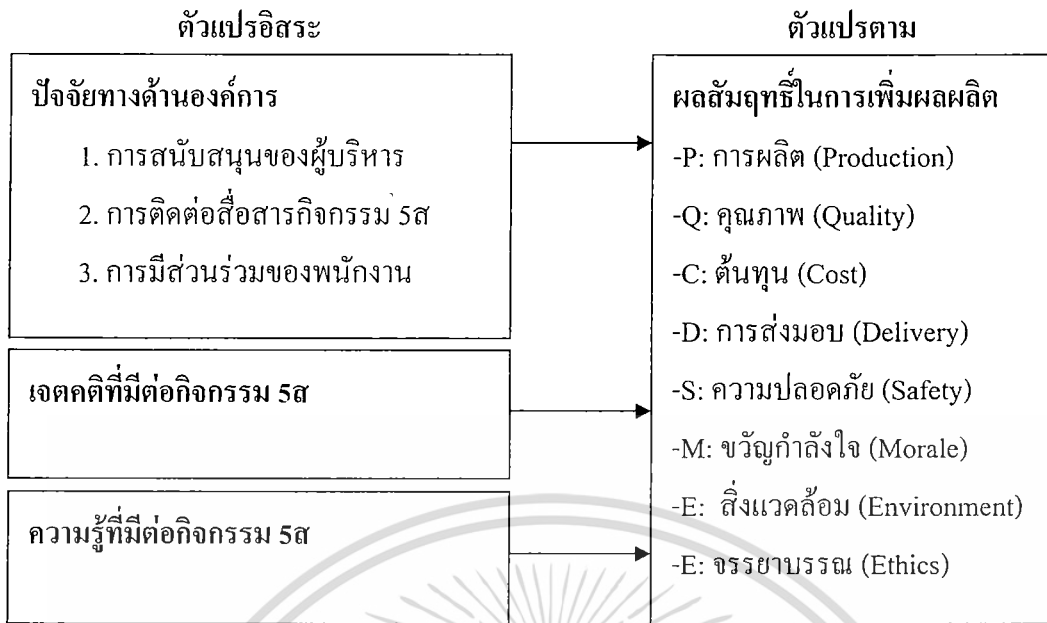 ตัวแปรอิสระ
ปัจจัยทางด้านองค์การ
1. การสนับสนุนของผู้บริหาร
2. การติดต่อสื่อสารกิจกรรม 5ส
3. การมีส่วนร่วมของพนักงาน
เจตคติที่มีต่อกิจกรรม 5ส
ความรู้ที่มีต่อกิจกรรม 5ส
ตัวแปรตาม
ผลสัมฤทธิ์ในการเพิ่มผลผลิต
-P: การผลิต (Production)
-Q: คุณภาพ (Quality)
-C: ต้นทุน (Cost)
-D: การส่งมอบ (Delivery)
-S: ความปลอดภัย (Safety)
-M: ขวัญกำลังใจ (Morale)
-E: สิ่งแวดล้อม (Environment)
-E: จรรยาบรรณ (Ethics)